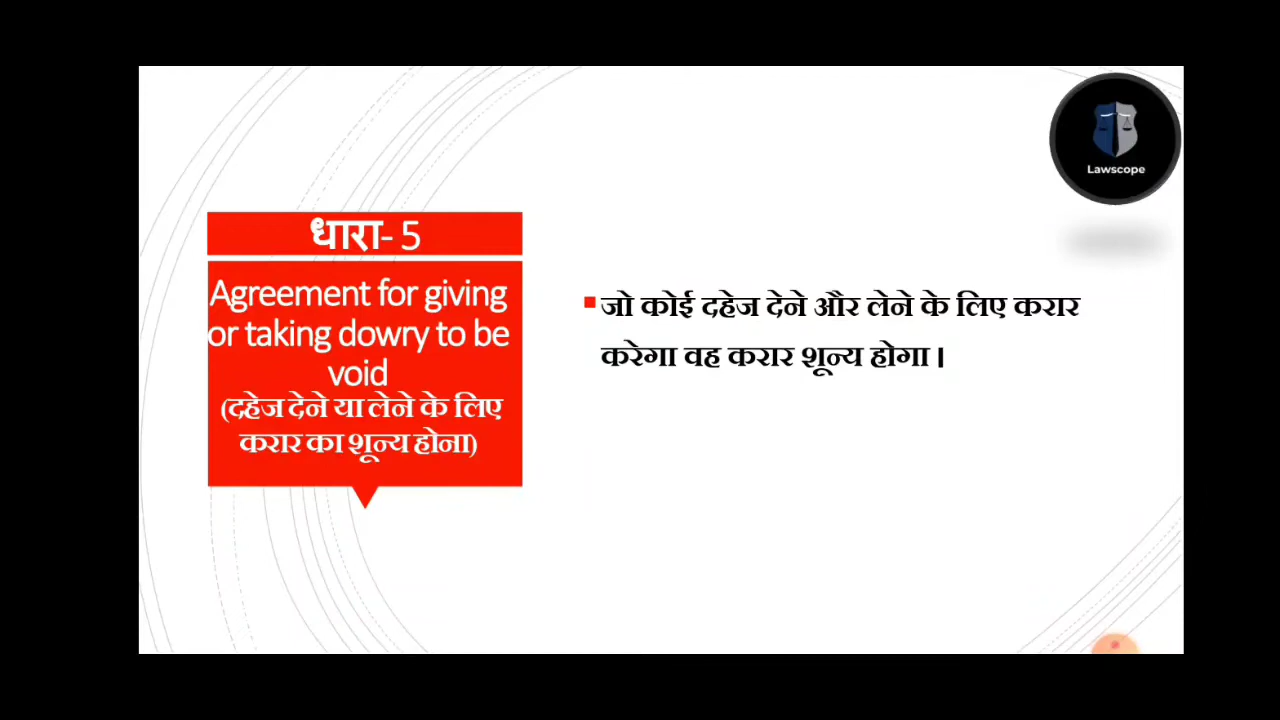 Lawscope
धारा- 5
Agreement for giving
or taking dowry to be
void
(दहेज देने या लेने के लिए
करार का शून्य होना)
जो कोई दहेज देने और लेने के लिए करार
करेगा वह करार शून्य होगा ।